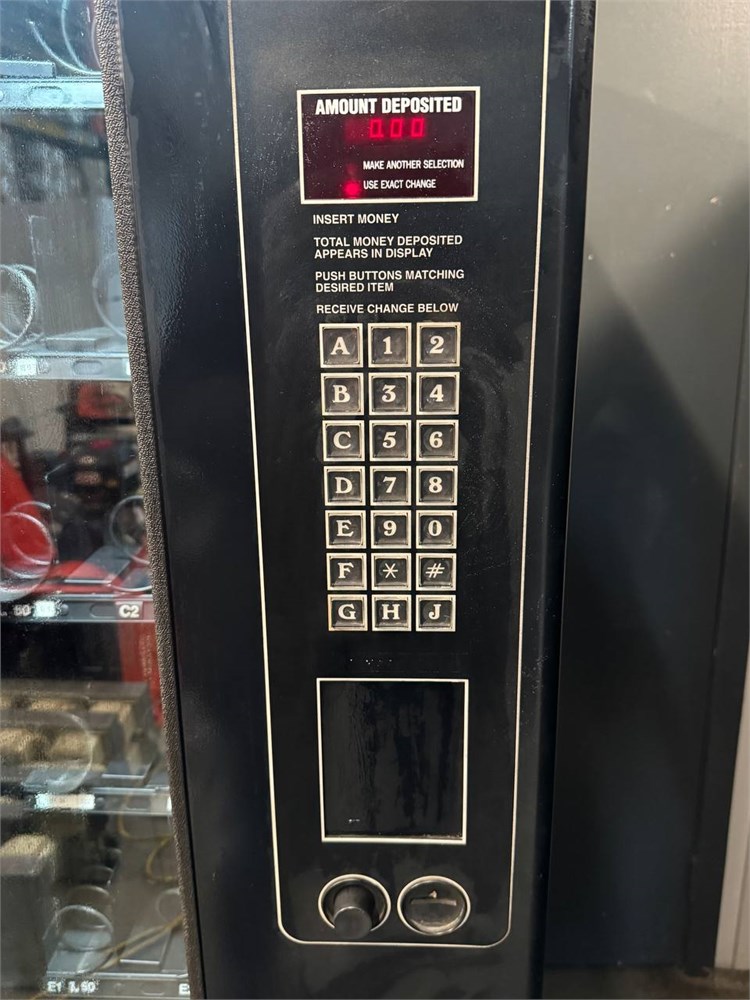 AMOUNT DEPOSITED
0.00
MAKE ANOTHER SELECTION
USE EXACT CHANGE
INSERT MONEY
TOTAL MONEY DEPOSITED
APPEARS IN DISPLAY
PUSH BUTTONS MATCHING
DESIRED ITEM
RECEIVE CHANGE BELOW
A 1 2
B 3 4
C 5 6
D 7 8
E 9 0
F * #
G H J
C2
E1